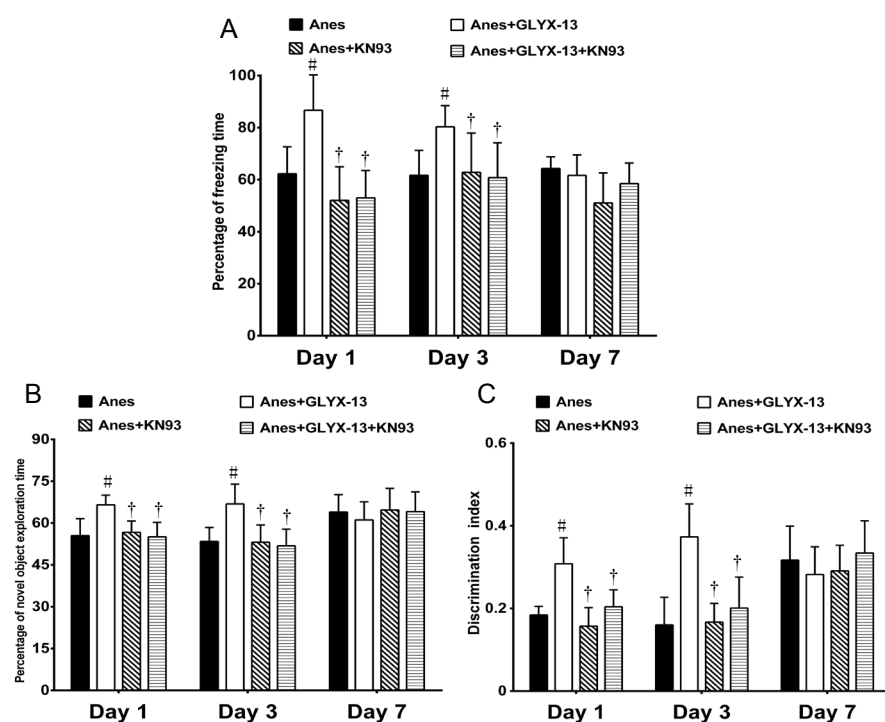 A
Anes
Anes+GLYX-13
Anes+KN93
Anes+GLYX-13+KN93
Percentage of freezing time
100
80
60
40
20
0
#
†
†
#
†
†
Day 1
Day 3
Day 7
B
Anes
Anes+GLYX-13
Anes+KN93
Anes+GLYX-13+KN93
Percentage of novel object exploration time
90
75
60
45
30
15
0
#
†
†
#
†
†
Day 1
Day 3
Day 7
C
Anes
Anes+GLYX-13
Anes+KN93
Anes+GLYX-13+KN93
Discrimination index
0.6
0.4
0.2
0.0
#
†
†
#
†
†
Day 1
Day 3
Day 7